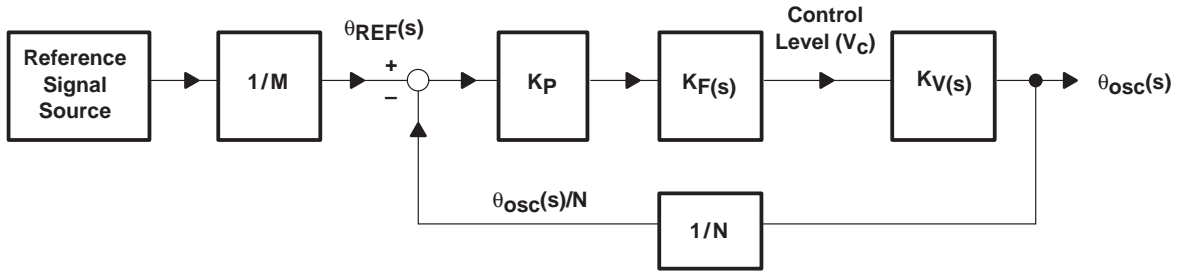 Reference
Signal
Source
1/M
θREF(s)
+
–
KP
KF(s)
Control
Level (VC)
KV(s)
θosc(s)
θosc(s)/N
1/N